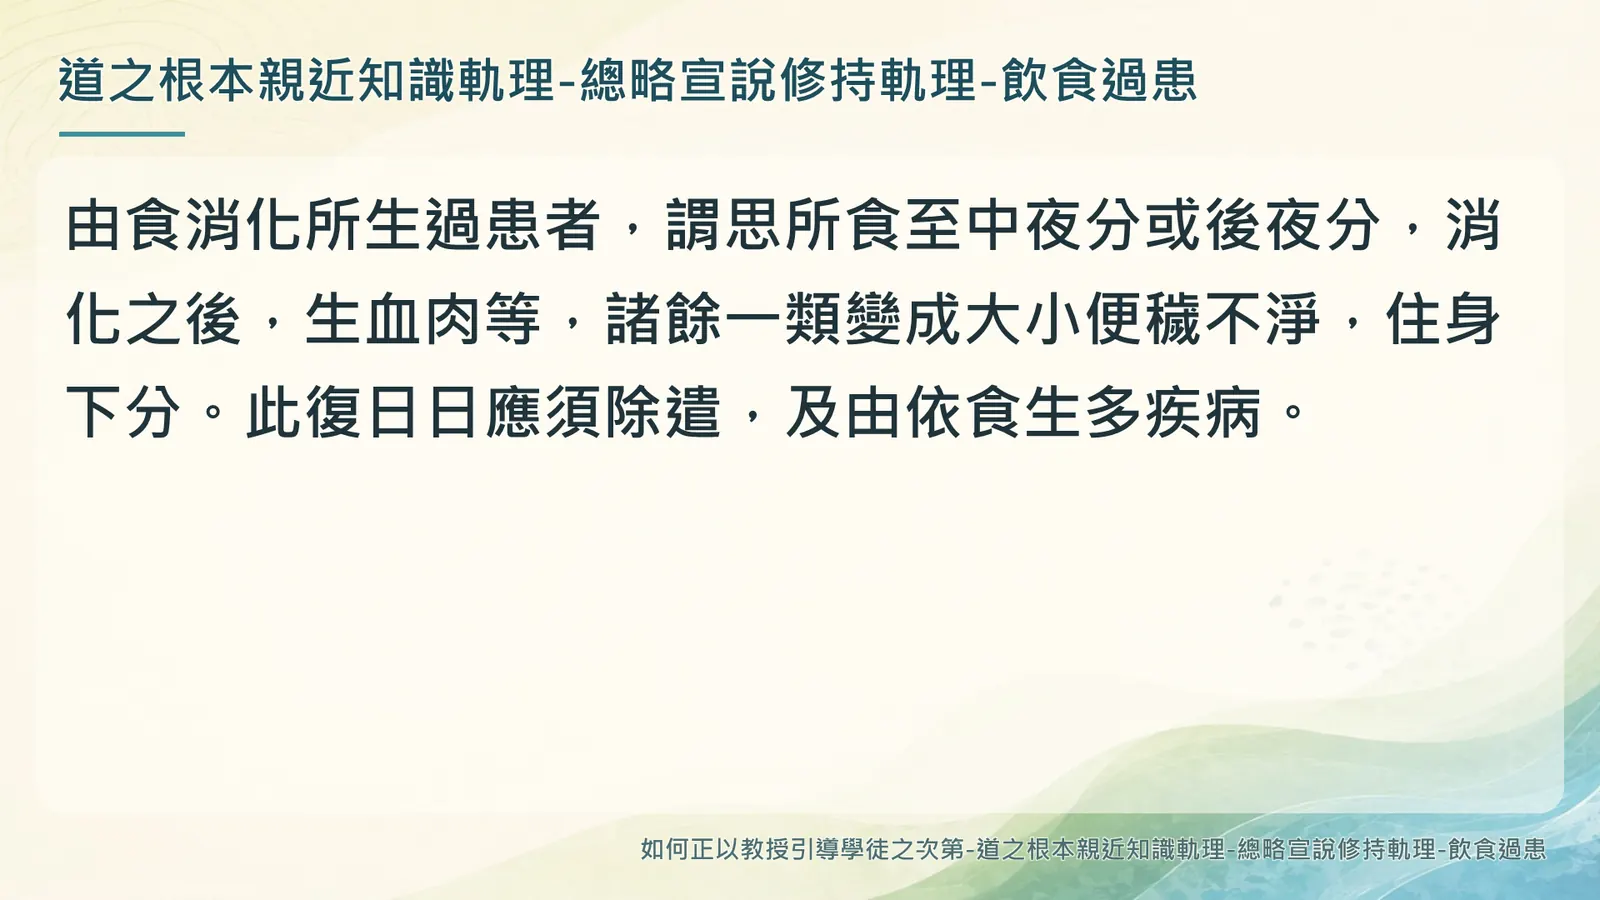 道之根本親近知識軌理-總略宣說修持軌理-飲食過患
由食消化所生過患者，謂思所食至中夜分或後夜分，消
化之後，生血肉等，諸餘一類變成大小便穢不淨，住身
下分。此復日日應須除遣，及由依食生多疾病。
如何正以教授引導學徒之次第-道之根本親近知識軌理-總略宣說修持軌理-飲食過患